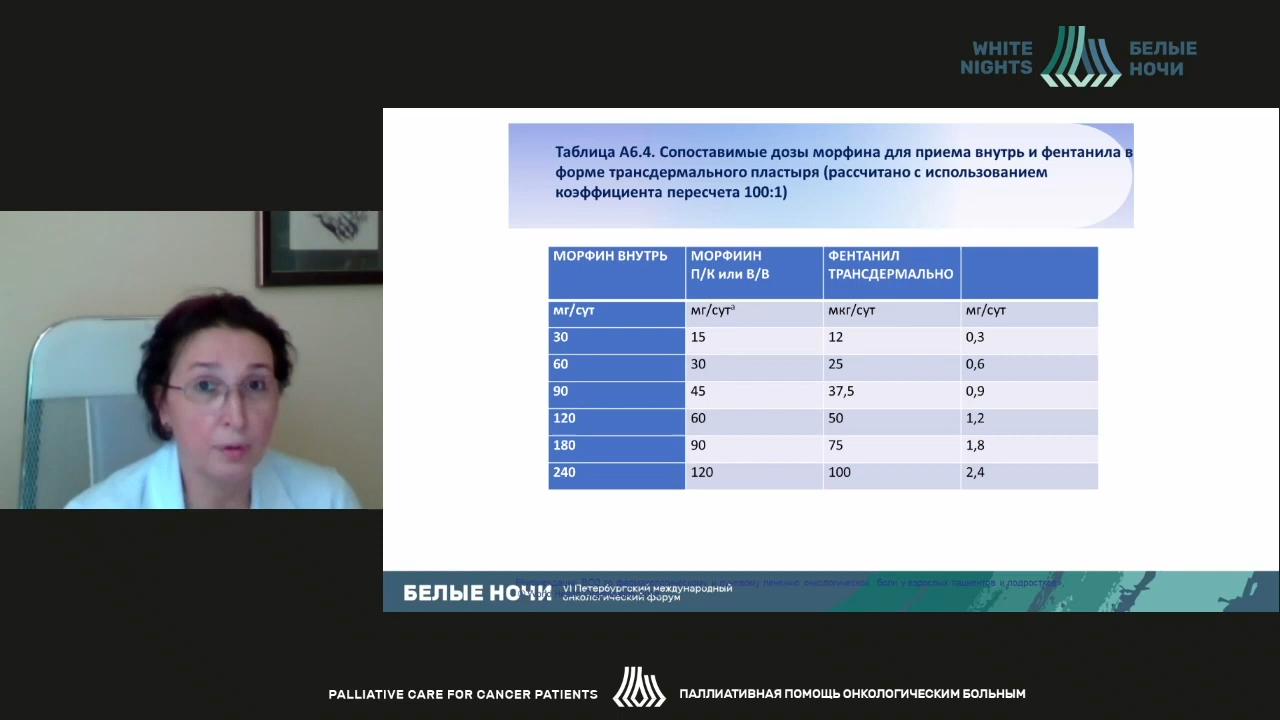 WHITE
NIGHTS
БЕЛЫЕ
НОЧИ
Таблица А6.4. Сопоставимые дозы морфина для приема внутрь и фентанила в
форме трансдермального пластыря (рассчитано с использованием
коэффициента пересчета 100:1)
МОРФИН ВНУТРЬ МОРФИИН ФЕНТАНИЛ
П/К или В/В ТРАНСДЕРМАЛЬНО
мг/сут мг/сутª мкг/сут мг/сут
30 15 12 0,3
60 30 25 0,6
90 45 37,5 0,9
120 60 50 1,2
180 90 75 1,8
240 120 100 2,4
БЕЛЫЕ НОЧИ
VI Петербургский международный
онкологический форум
PALLIATIVE CARE FOR CANCER PATIENTS ПАЛЛИАТИВНАЯ ПОМОЩЬ ОНКОЛОГИЧЕСКИМ БОЛЬНЫМ